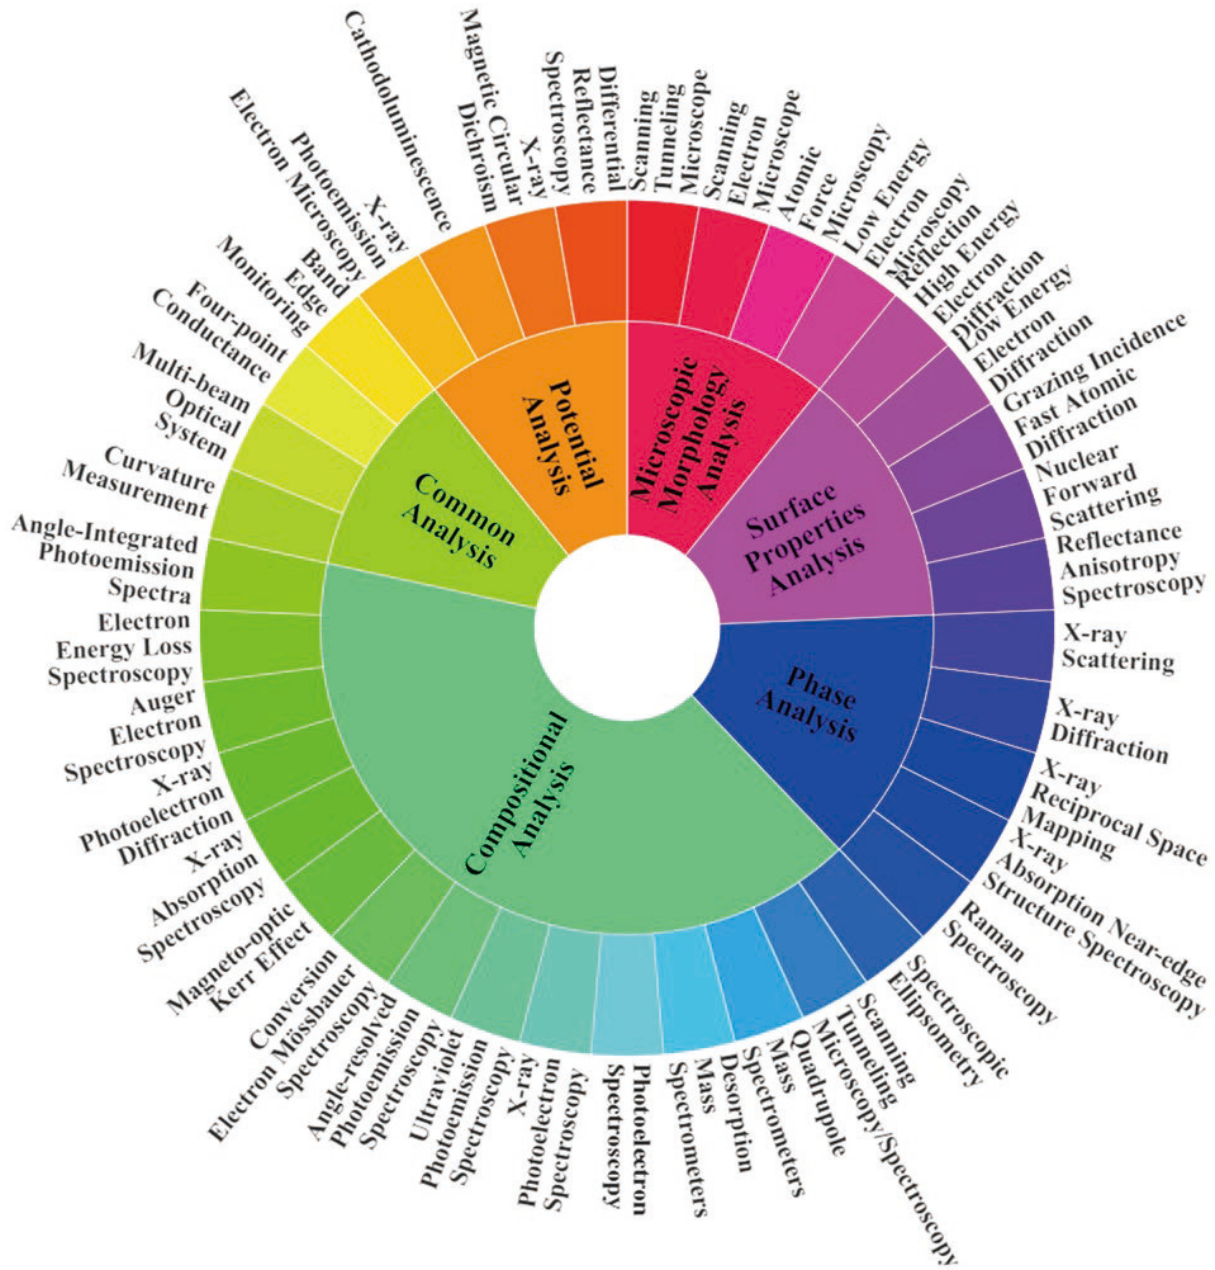 Microscopic
Morphology
Analysis
Surface
Properties
Analysis
Phase
Analysis
Compositional
Analysis
Common
Analysis
Potential
Analysis
Scanning
Tunneling
Microscope
Scanning
Electron
Microscope
Atomic
Force
Microscopy
Low Energy
Electron
Microscopy
Reflection
High Energy
Electron
Diffraction
Low Energy
Electron
Diffraction
Grazing Incidence
Fast Atomic
Diffraction
Nuclear
Forward
Scattering
Reflectance
Anisotropy
Spectroscopy
X-ray
Scattering
X-ray
Diffraction
X-ray
Reciprocal Space
Mapping
X-ray
Absorption Near-edge
Structure Spectroscopy
Raman
Spectroscopy
Spectroscopic
Ellipsometry
Scanning
Tunneling
Microscopy/Spectroscopy
Quadrupole
Mass
Spectrometers
Desorption
Mass
Spectrometers
Photoelectron
Spectroscopy
X-ray
Photoelectron
Spectroscopy
Ultraviolet
Photoemission
Spectroscopy
Angle-resolved
Photoemission
Spectroscopy
Conversion
Electron Mössbauer
Spectroscopy
Magneto-optic
Kerr Effect
X-ray
Absorption
Spectroscopy
X-ray
Photoelectron
Diffraction
Auger
Electron
Spectroscopy
Electron
Energy Loss
Spectroscopy
Angle-Integrated
Photoemission
Spectra
Curvature
Measurement
Multi-beam
Optical
System
Four-point
Conductance
Band
Edge
Monitoring
X-ray
Photoemission
Electron Microscopy
Cathodoluminescence
X-ray
Magnetic Circular
Dichroism
Differential
Reflectance
Spectroscopy